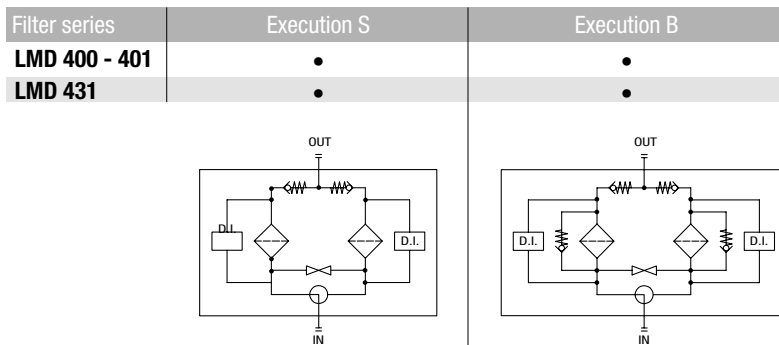 Filter series Execution S Execution B
LMD 400 - 401 • •
LMD 431 • •
OUT OUT
D.I. D.I. D.I. D.I.
IN IN